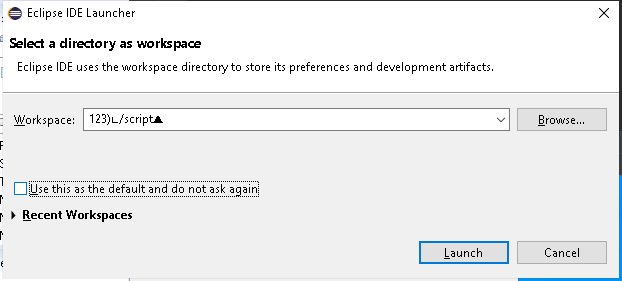 Eclipse IDE Launcher
Select a directory as workspace
Eclipse IDE uses the workspace directory to store its preferences and development artifacts.
Workspace: 123)ㄴ/script▲ Browse...
Use this as the default and do not ask again
Recent Workspaces
Launch Cancel